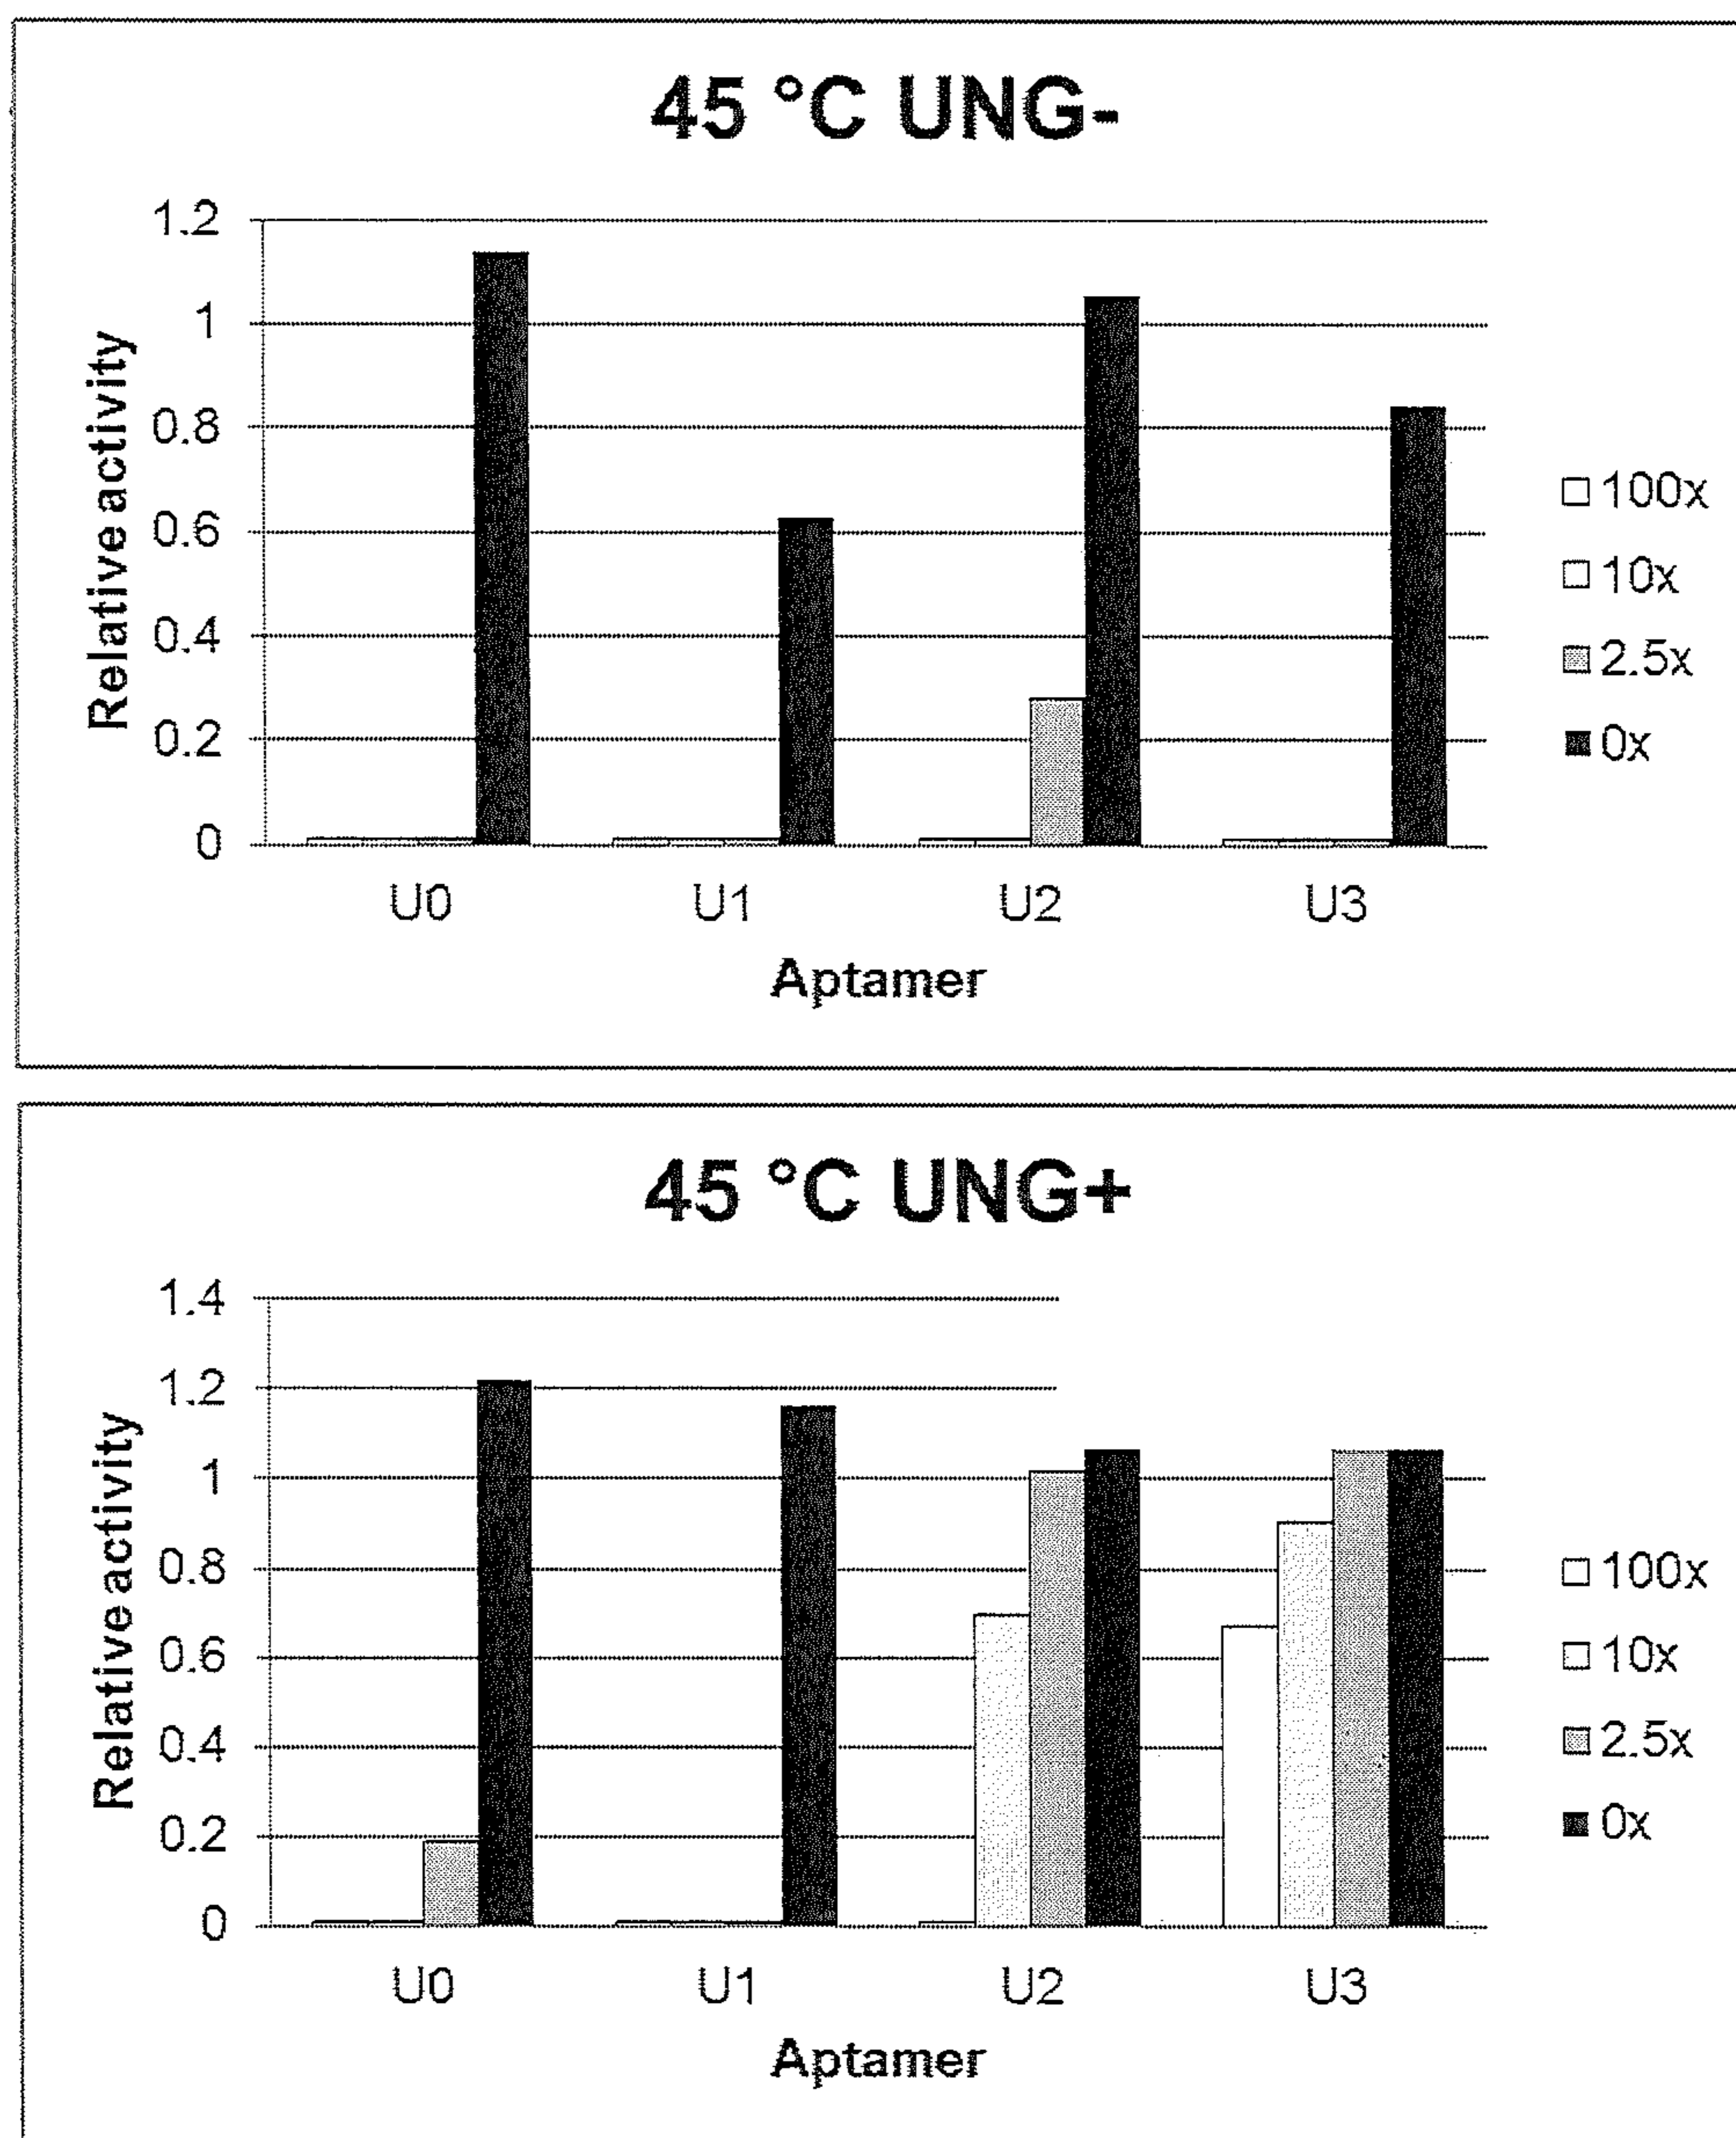 45 °C UNG-
Relative activity
1.2
1
0.8
0.6
0.4
0.2
0
U0 U1 U2 U3
Aptamer
100x
10x
2.5x
0x
45 °C UNG+
Relative activity
1.4
1.2
1
0.8
0.6
0.4
0.2
0
U0 U1 U2 U3
Aptamer
100x
10x
2.5x
0x